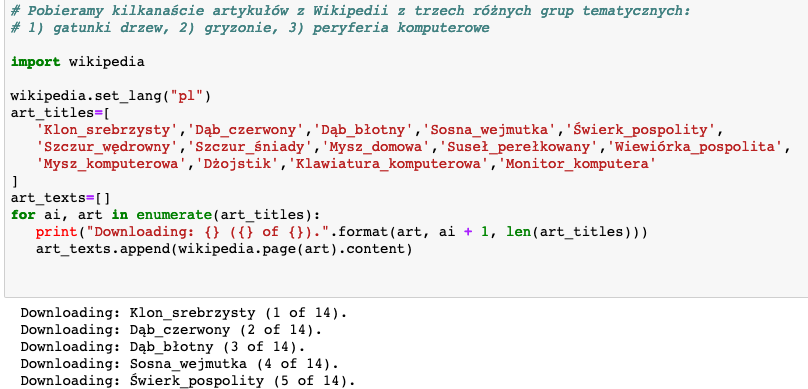 # Pobieramy kilkanaście artykułów z Wikipedii z trzech różnych grup tematycznych:
# 1) gatunki drzew, 2) gryzonie, 3) peryferia komputerowe
import wikipedia
wikipedia.set_lang("pl")
art_titles=[
'Klon_srebrzysty','Dąb_czerwony','Dąb_błotny','Sosna_wejmutka','Świerk_pospolity',
'Szczur_wędrowny','Szczur_śniady','Mysz_domowa','Suseł_perełkowany','Wiewiórka_pospolita',
'Mysz_komputerowa','Dżojstik','Klawiatura_komputerowa','Monitor_komputera'
]
art_texts=[]
for ai, art in enumerate(art_titles):
print("Downloading: {} ({} of {}).".format(art, ai + 1, len(art_titles)))
art_texts.append(wikipedia.page(art).content)
Downloading: Klon_srebrzysty (1 of 14).
Downloading: Dąb_czerwony (2 of 14).
Downloading: Dąb_błotny (3 of 14).
Downloading: Sosna_wejmutka (4 of 14).
Downloading: Świerk_pospolity (5 of 14).